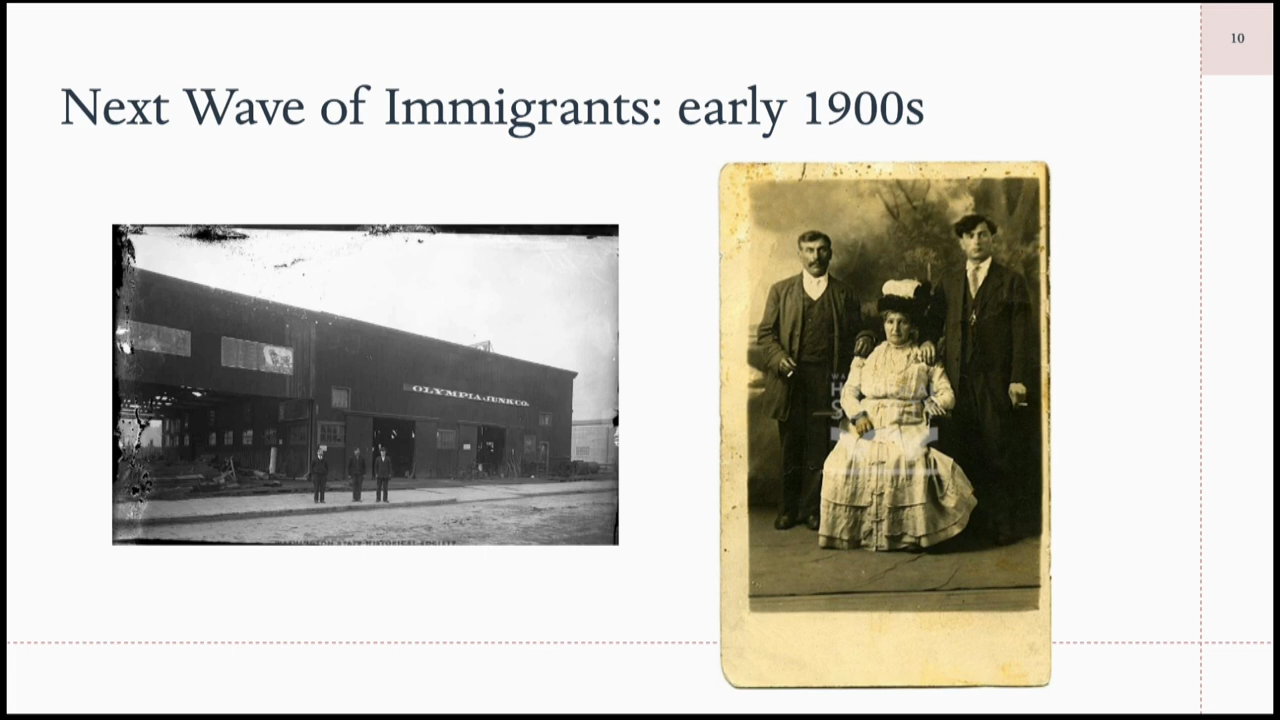 10
Next Wave of Immigrants: early 1900s
OLYMPIA JUNK CO.
WASHINGTON STATE HISTORICAL SOCIETY